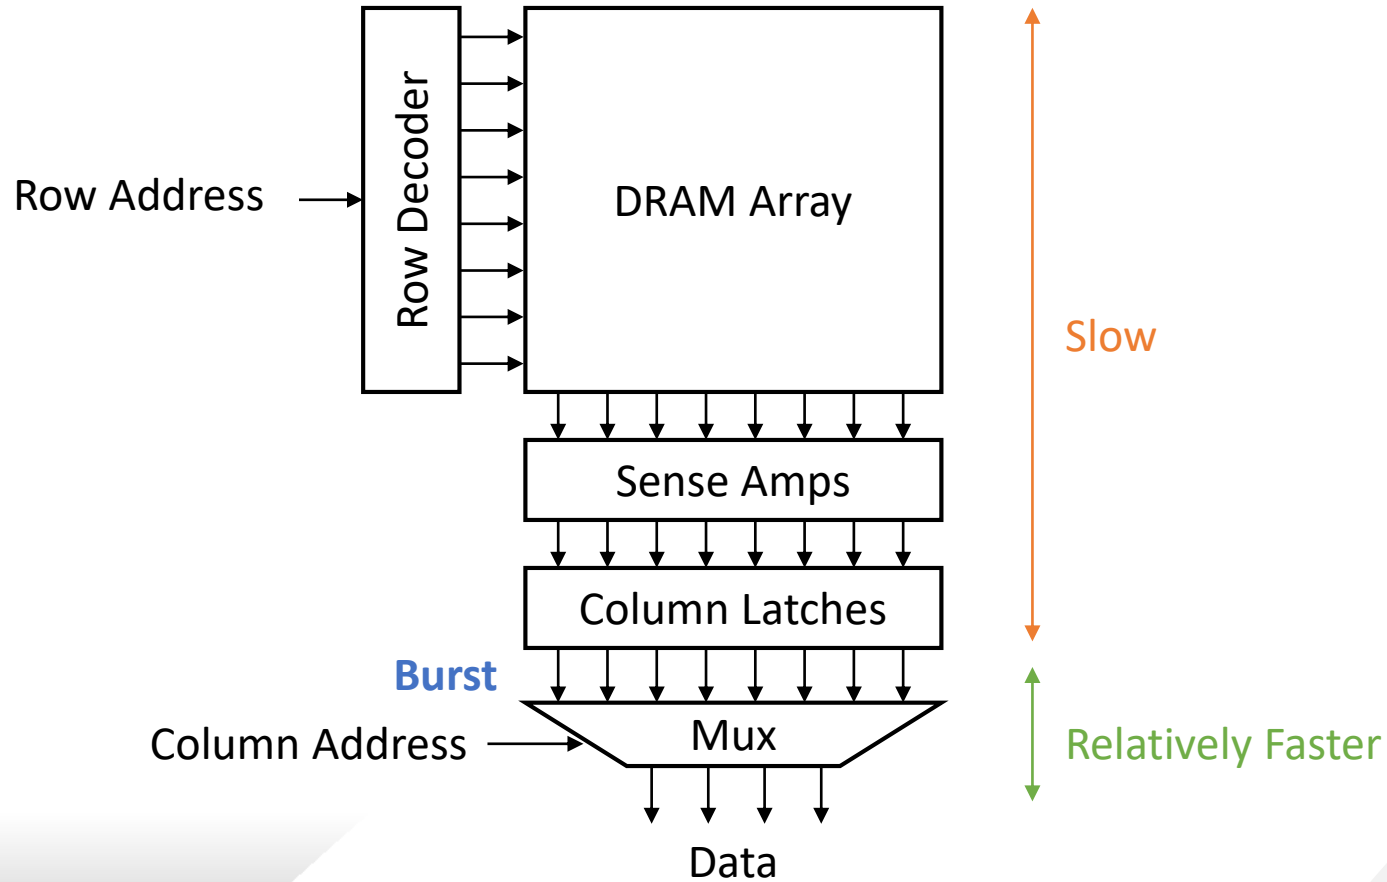 Row Address
Row Decoder
DRAM Array
Slow
Sense Amps
Column Latches
Burst
Column Address
Mux
Relatively Faster
Data